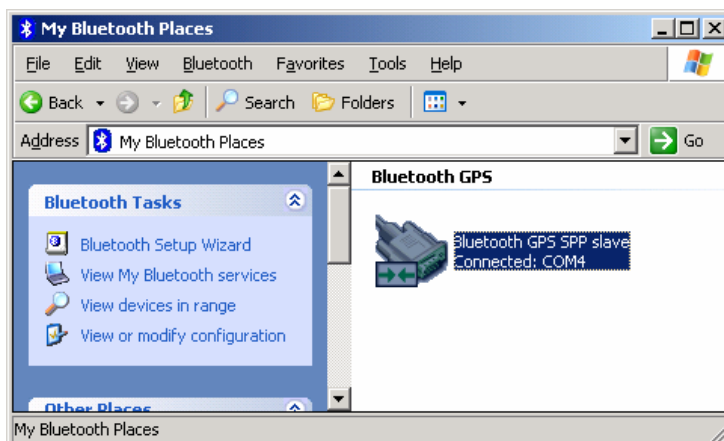 My Bluetooth Places
File Edit View Bluetooth Favorites Tools Help
Back Search Folders
Address My Bluetooth Places Go
Bluetooth Tasks
Bluetooth Setup Wizard
View My Bluetooth services
View devices in range
View or modify configuration
Other Places
Bluetooth GPS
Bluetooth GPS SPP slave
Connected: COM4
My Bluetooth Places